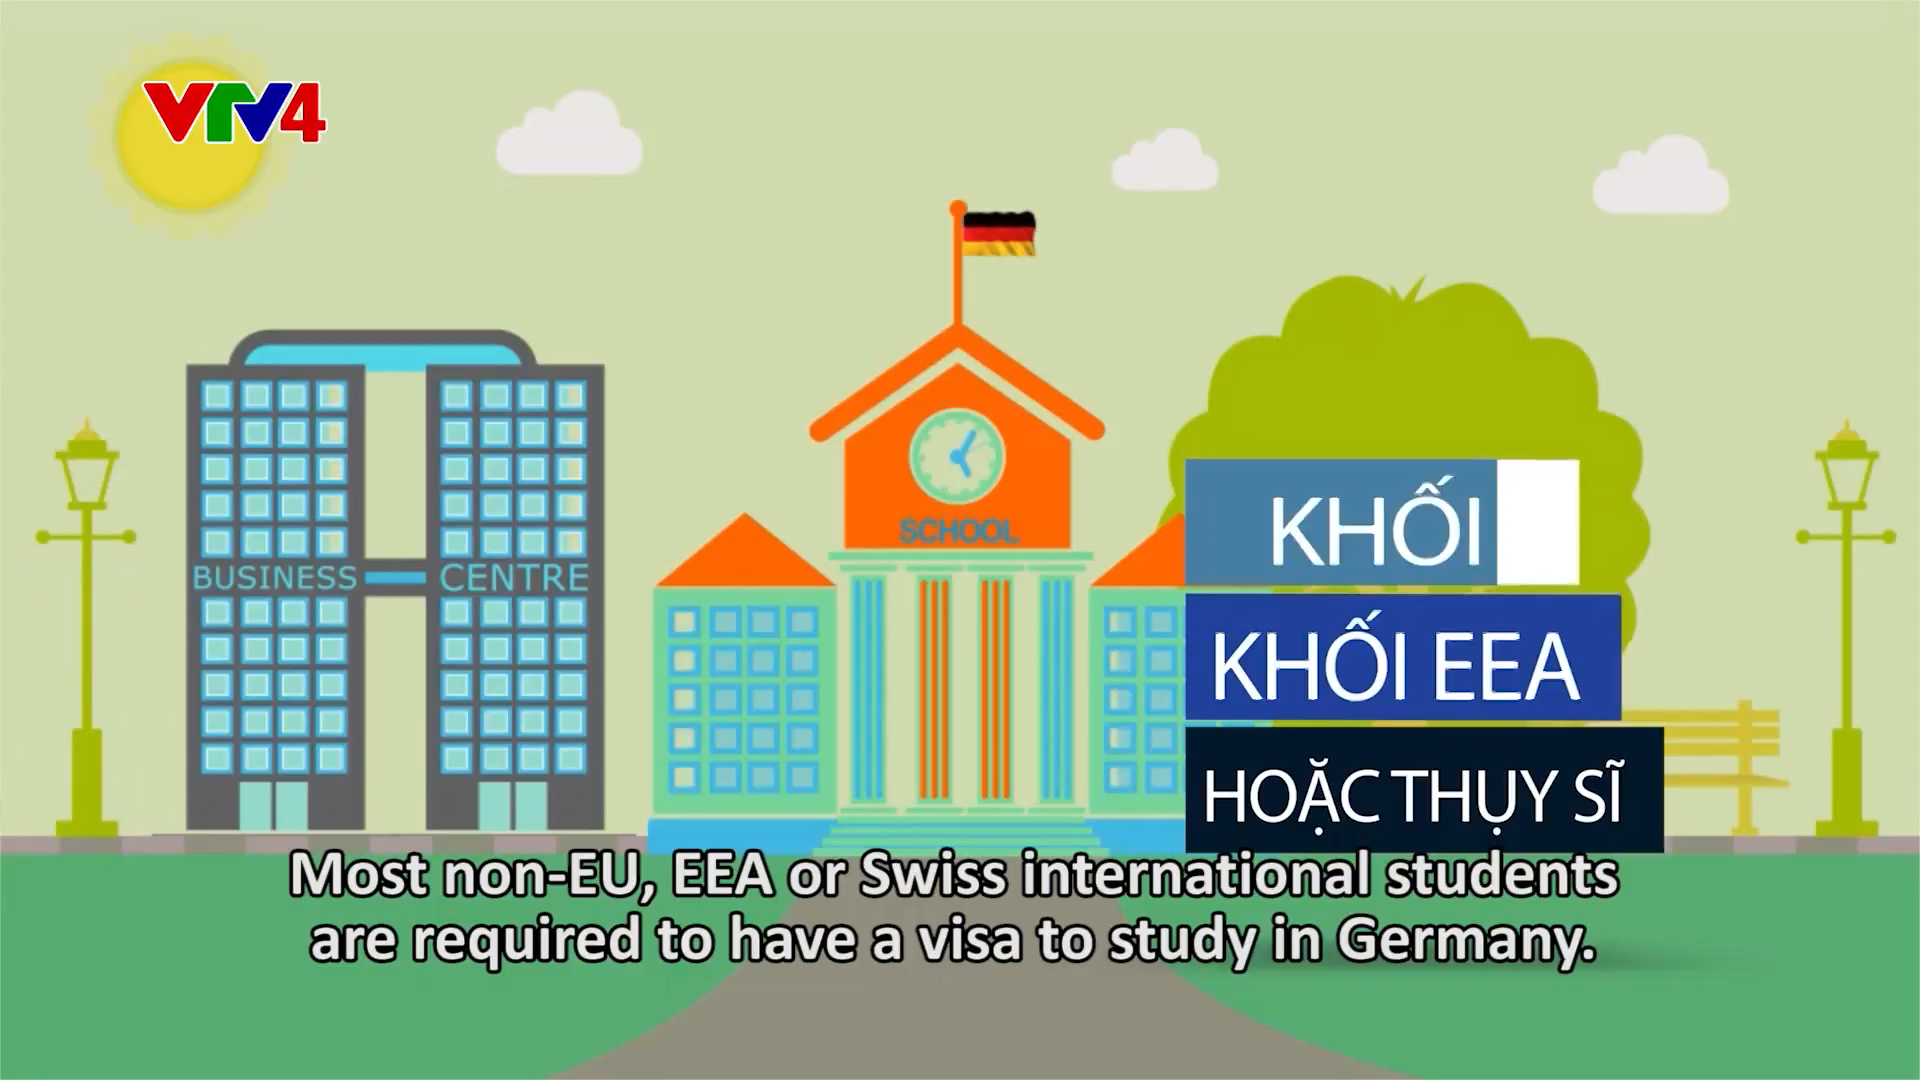 VTV4
SCHOOL
BUSINESS CENTRE
KHỐI
KHỐI EEA
HOẶC THỤY SĨ
Most non-EU, EEA or Swiss international students
are required to have a visa to study in Germany.